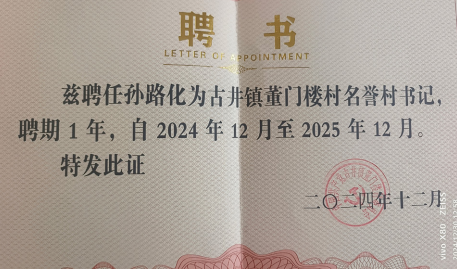 聘 书
LETTER OF APPOINTMENT
兹聘任孙路化为古井镇董门楼村名誉村书记，
聘期1年，自2024年12月至2025年12月。
特发此证
二〇二四年十二月
vivo X80 · ZEISS